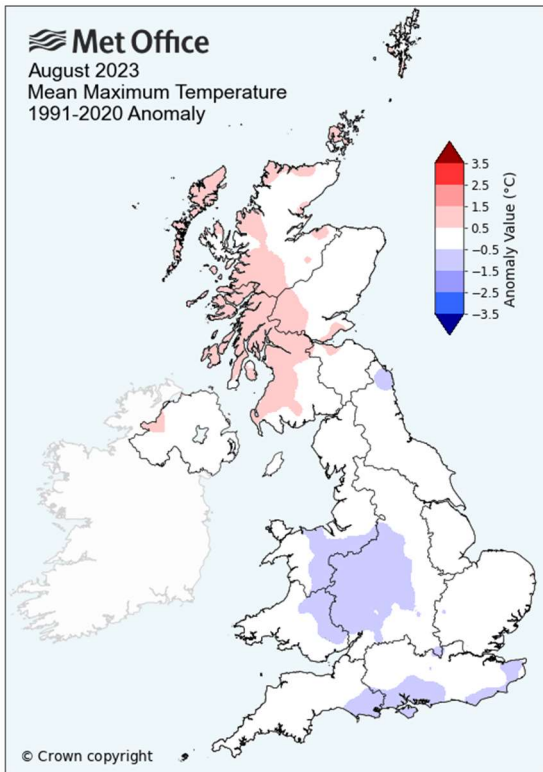 Met Office
August 2023
Mean Maximum Temperature
1991-2020 Anomaly
3.5
2.5
1.5
0.5
−0.5
−1.5
−2.5
−3.5
Anomaly Value (°C)
© Crown copyright